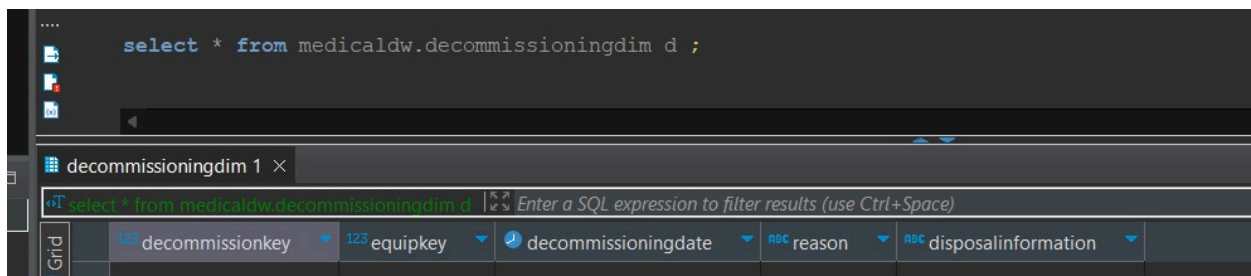 select * from medicaldw.decommissioningdim d ;
decommissioningdim 1
select * from medicaldw.decommissioningdim d Enter a SQL expression to filter results (use Ctrl+Space)
Grid 123 decommissionkey 123 equipkey decommissioningdate ABC reason ABC disposalinformation